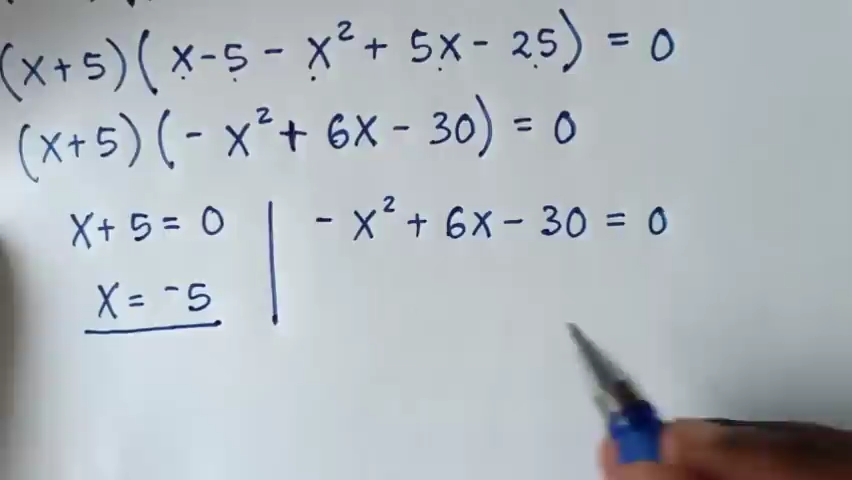 (x+5)(x-5 - x² + 5x - 25) = 0
(x+5)(- x² + 6x - 30) = 0
x+5 = 0 | - x² + 6x - 30 = 0
x = -5